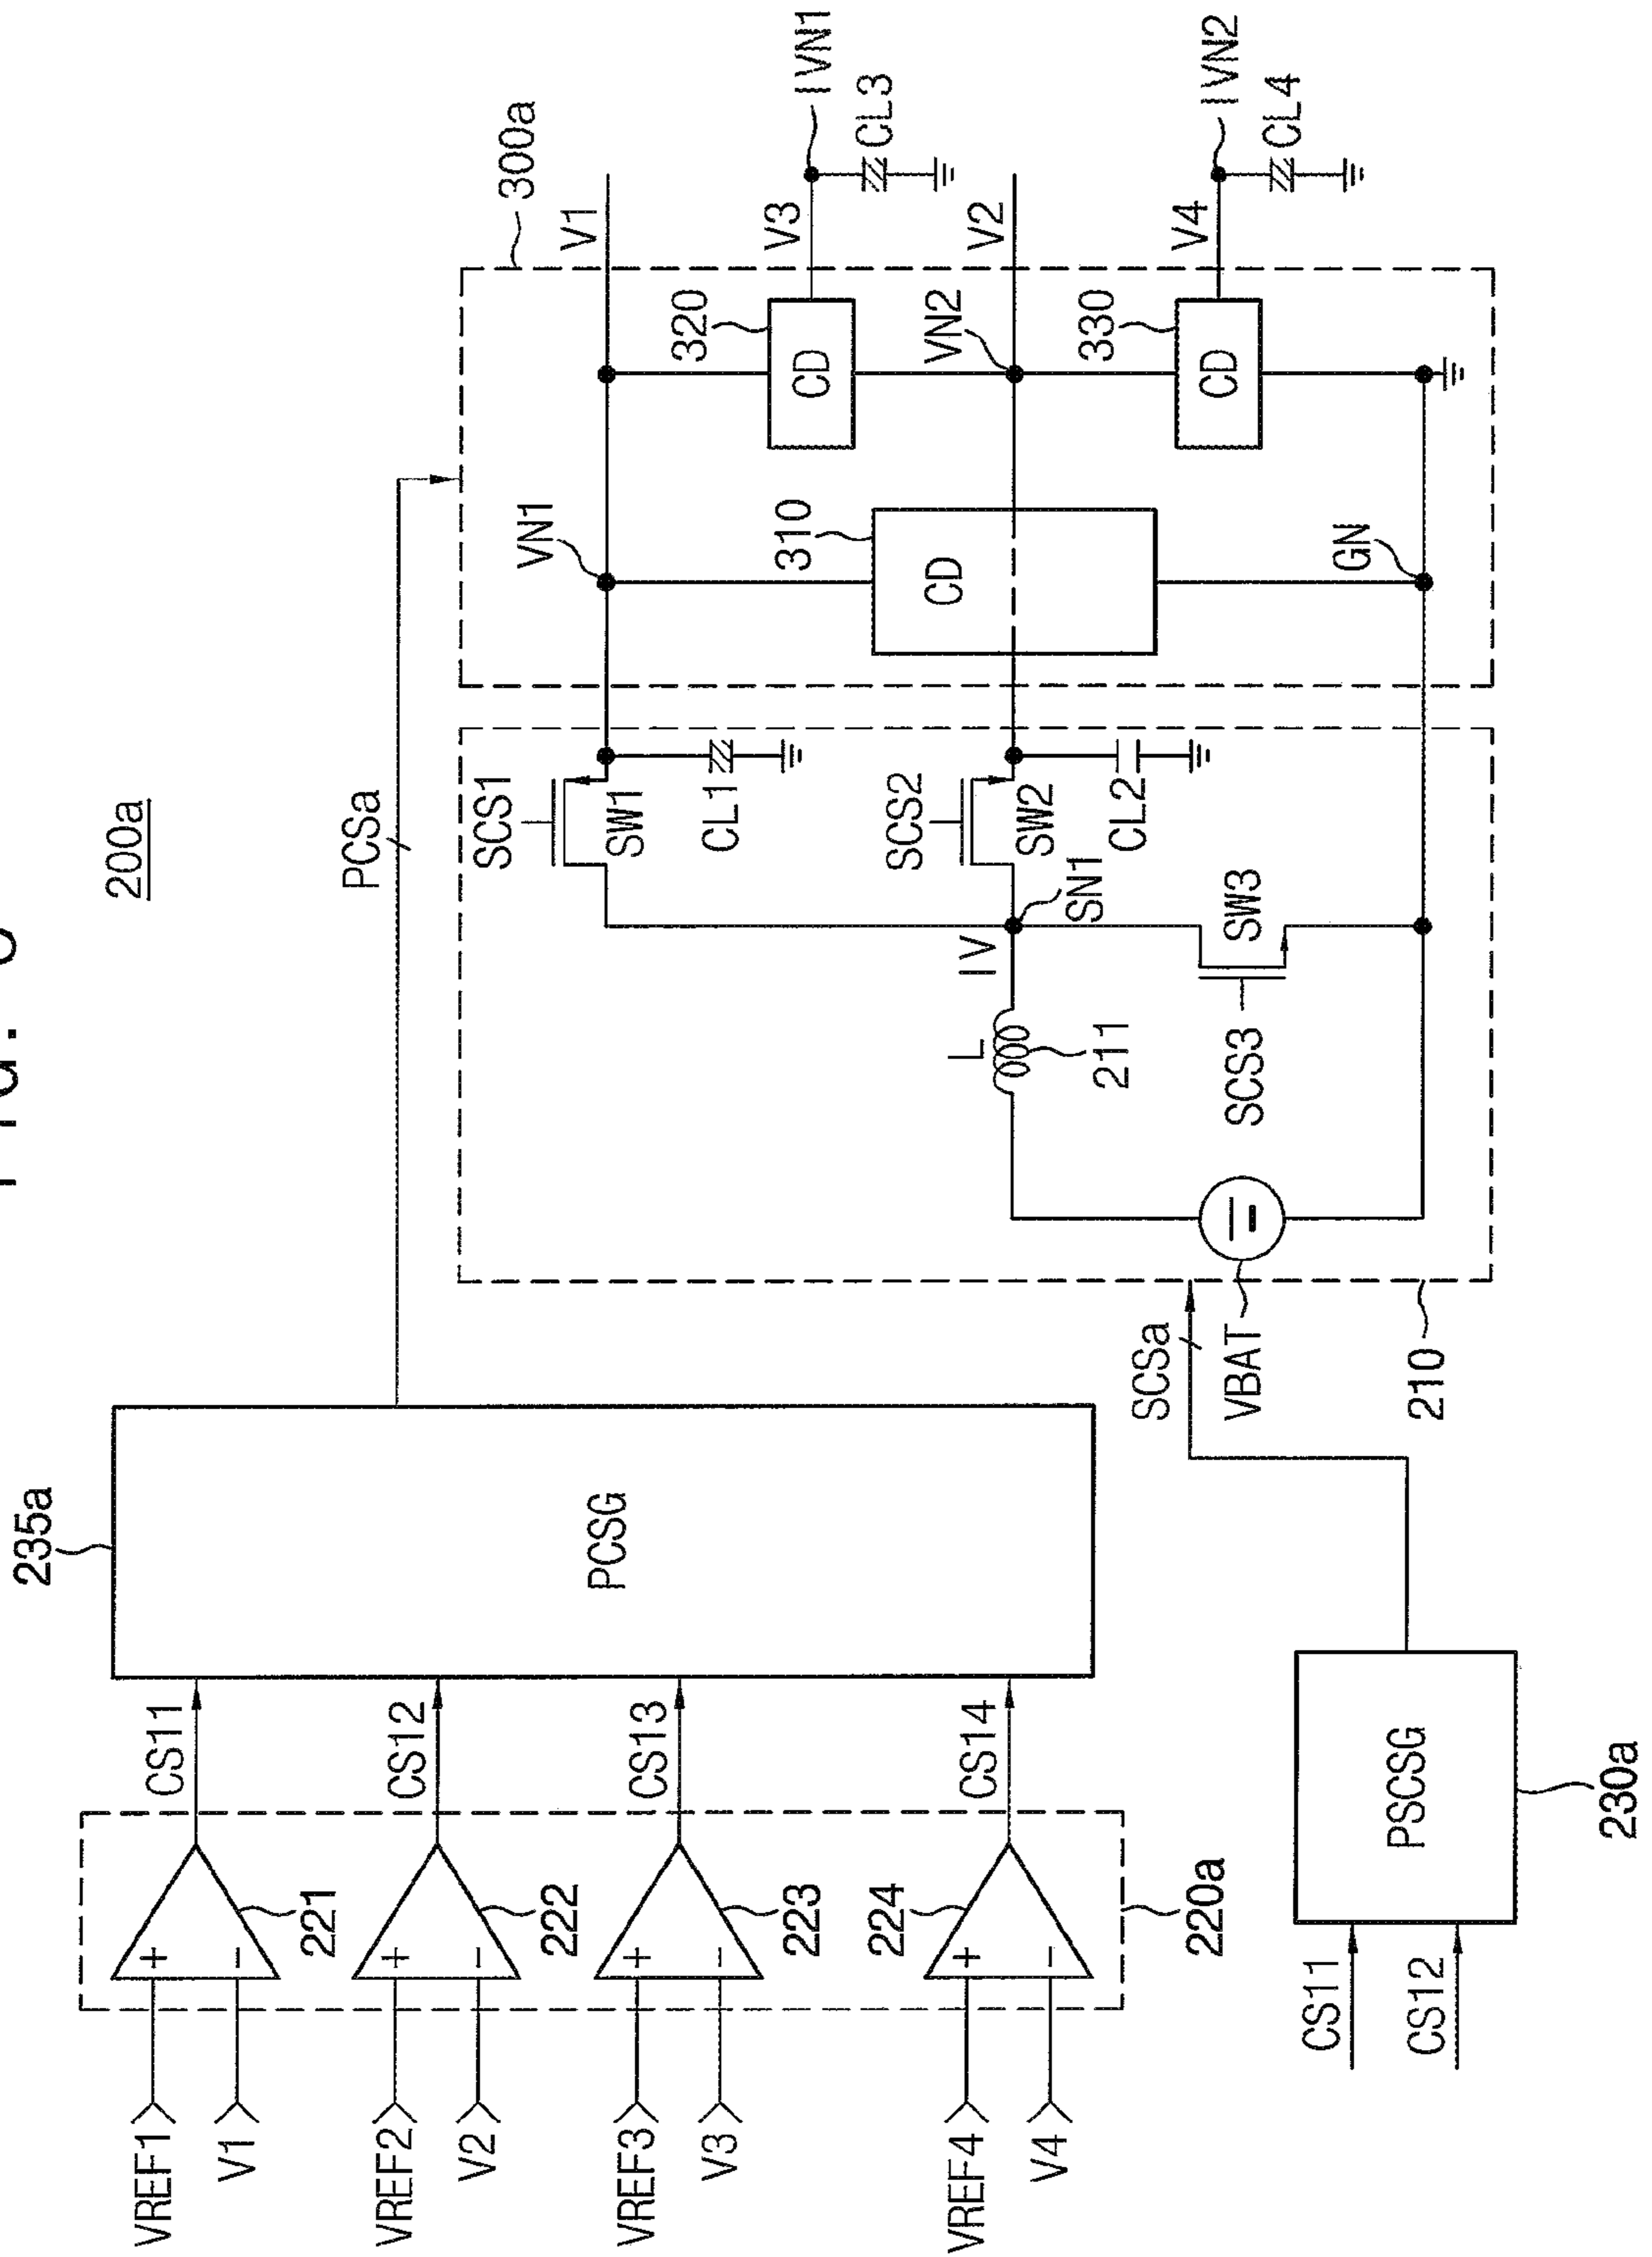 200a
235a
PCSG
PCSa
300a
VREF1
V1
+
-
221
CS11
VREF2
V2
+
-
222
CS12
VREF3
V3
+
-
223
CS13
VREF4
V4
+
-
224
CS14
220a
CS11
CS12
PSCSG
230a
SCSa
VBAT
210
L
211
IV
SN1
SCS1
SW1
CL1
SCS2
SW2
CL2
SCS3
SW3
VN1
310
CD
GN
320
CD
VN2
330
CD
V1
V3
IVN1
CL3
V2
V4
IVN2
CL4